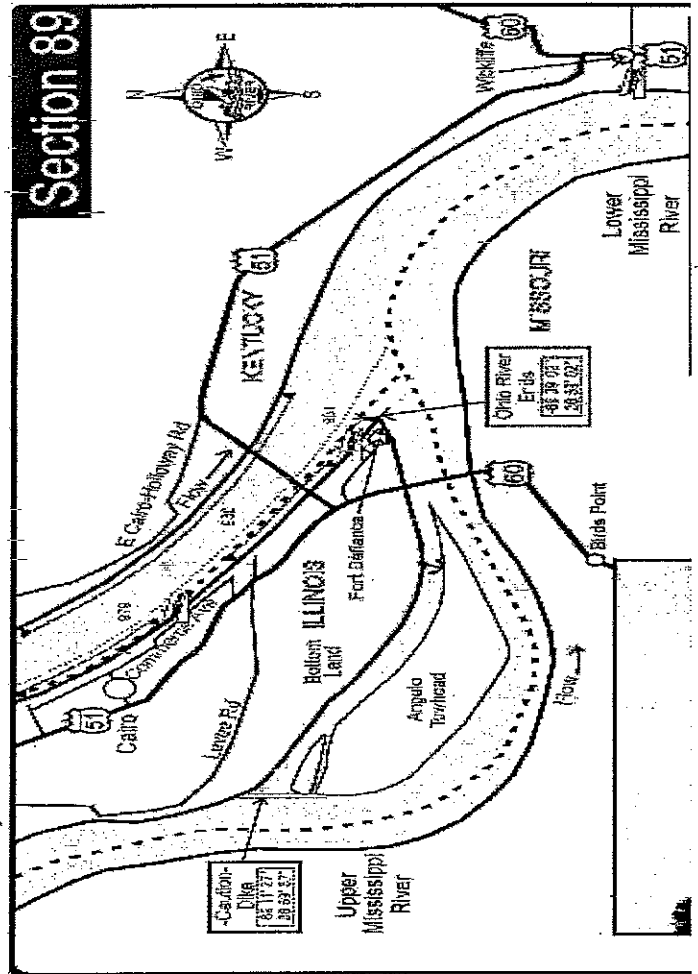 Section 89
N
E
S
W
OHIO
RIVER
60
Wickliffe
51
51
KENTUCKY
E Cairo-Holloway Rd
Flow
Lower
Mississippi
River
MISSOURI
Ohio River
Ends
60
Birds Point
Fort Defiance
ILLINOIS
Bottom
Land
Angelo
Towhead
Flow
51
Cairo
Levee Rd
-Caution-
Dike
Upper
Mississippi
River